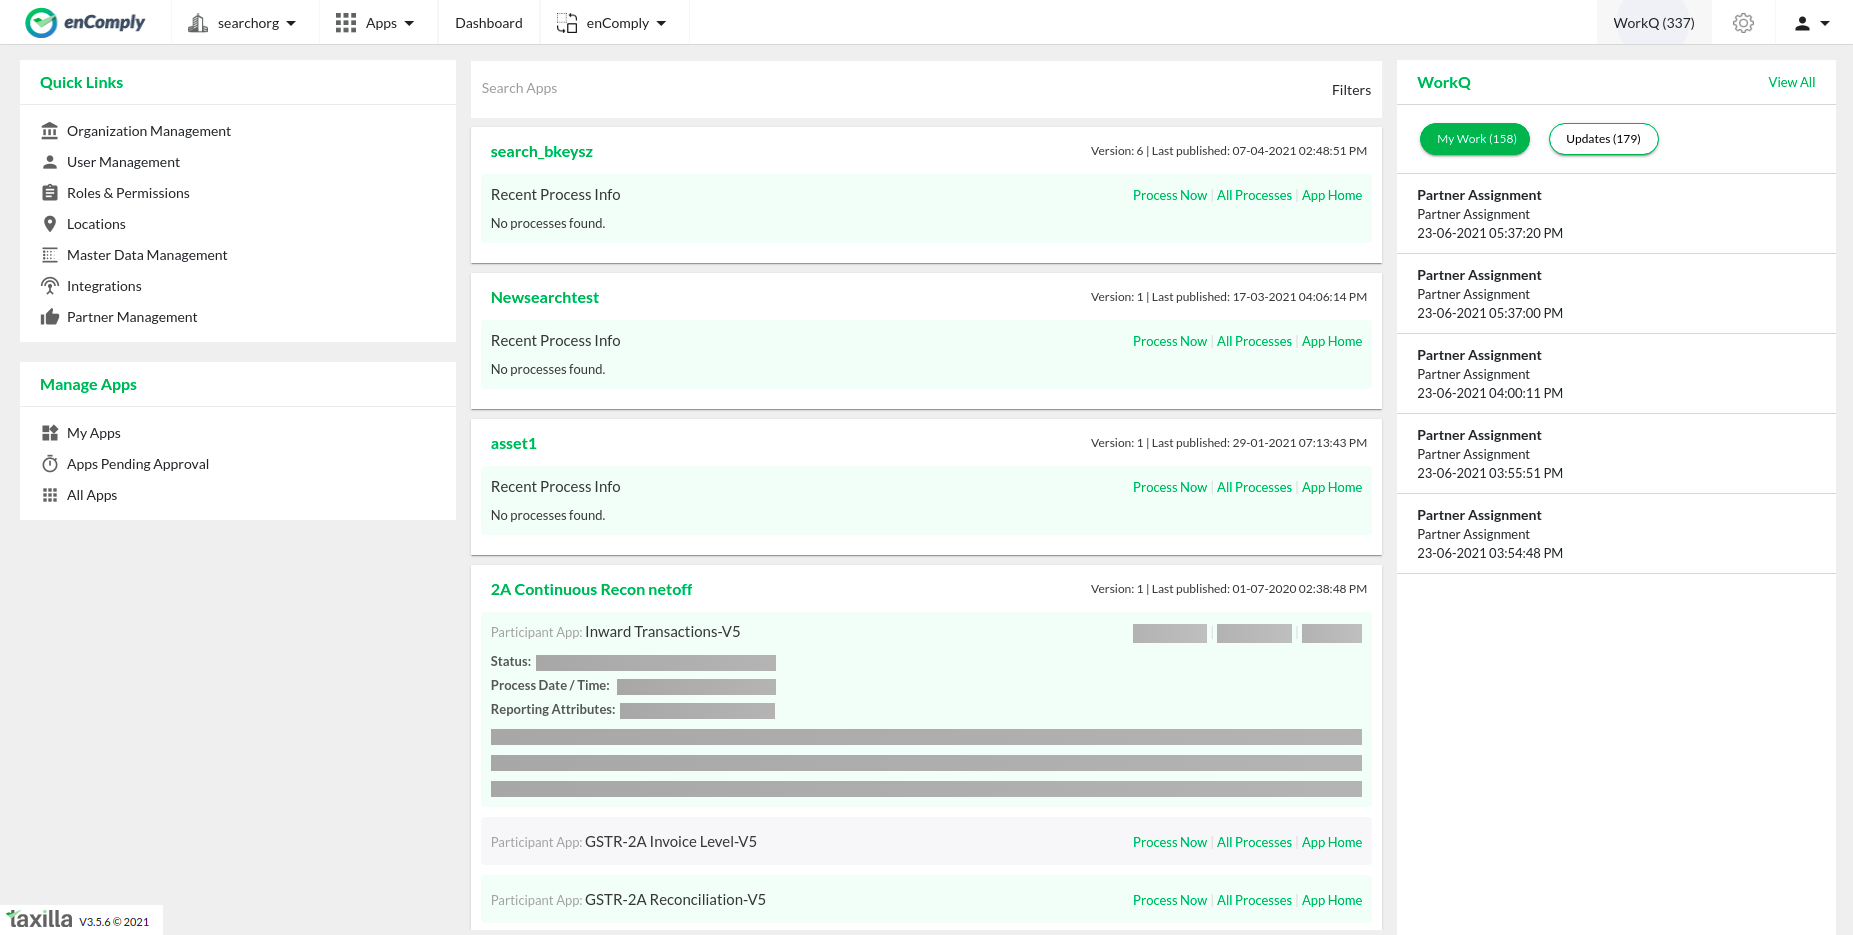 enComply
searchorg
Apps
Dashboard
enComply
WorkQ (337)
Quick Links
Organization Management
User Management
Roles & Permissions
Locations
Master Data Management
Integrations
Partner Management
Manage Apps
My Apps
Apps Pending Approval
All Apps
Search Apps
Filters
search_bkeysz
Version: 6 | Last published: 07-04-2021 02:48:51 PM
Recent Process Info
Process Now | All Processes | App Home
No processes found.
Newsearchtest
Version: 1 | Last published: 17-03-2021 04:06:14 PM
Recent Process Info
Process Now | All Processes | App Home
No processes found.
asset1
Version: 1 | Last published: 29-01-2021 07:13:43 PM
Recent Process Info
Process Now | All Processes | App Home
No processes found.
2A Continuous Recon netoff
Version: 1 | Last published: 01-07-2020 02:38:48 PM
Participant App: Inward Transactions-V5
Status:
Process Date / Time:
Reporting Attributes:
Participant App: GSTR-2A Invoice Level-V5
Process Now | All Processes | App Home
Participant App: GSTR-2A Reconciliation-V5
Process Now | All Processes | App Home
WorkQ
View All
My Work (158)
Updates (179)
Partner Assignment
Partner Assignment
23-06-2021 05:37:20 PM
Partner Assignment
Partner Assignment
23-06-2021 05:37:00 PM
Partner Assignment
Partner Assignment
23-06-2021 04:00:11 PM
Partner Assignment
Partner Assignment
23-06-2021 03:55:51 PM
Partner Assignment
Partner Assignment
23-06-2021 03:54:48 PM
taxilla V3.5.6 © 2021